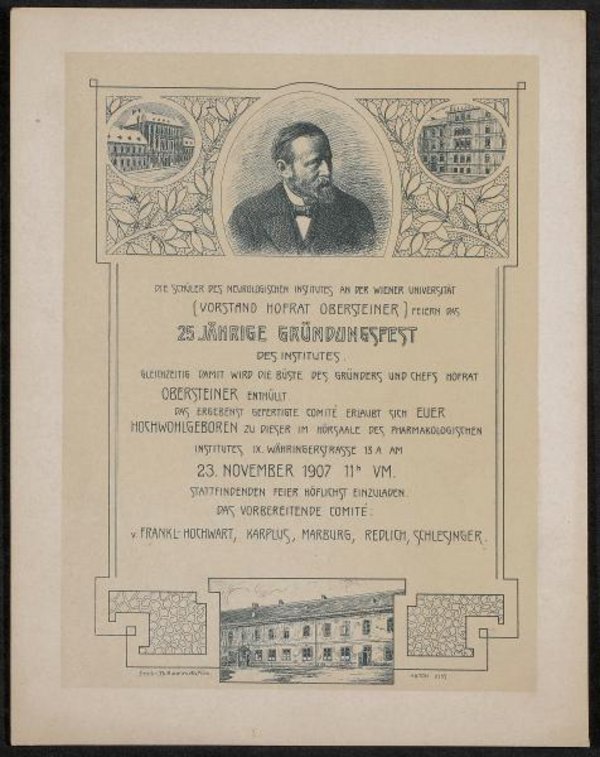 DIE SCHÜLER DES NEUROLOGISCHEN INSTITUTES AN DER WIENER UNIVERSITÄT
(VORSTAND HOFRAT OBERSTEINER) FEIERN DAS
25 JÄHRIGE GRÜNDUNGSFEST
DES INSTITUTES.
GLEICHZEITIG DAMIT WIRD DIE BÜSTE DES GRÜNDERS UND CHEFS HOFRAT
OBERSTEINER ENTHÜLLT.
DAS ERGEBENST GEFERTIGTE COMITÉ ERLAUBT SICH EUER
HOCHWOHLGEBOREN ZU DIESER IM HÖRSAALE DES PHARMAKOLOGISCHEN
INSTITUTES IX. WÄHRINGERSTRASSE 13 A AM
23. NOVEMBER 1907 11h VM.
STATTFINDENDEN FEIER HÖFLICHST EINZULADEN.
DAS VORBEREITENDE COMITÉ:
v. FRANKL-HOCHWART, KARPLUS, MARBURG, REDLICH, SCHLESINGER.